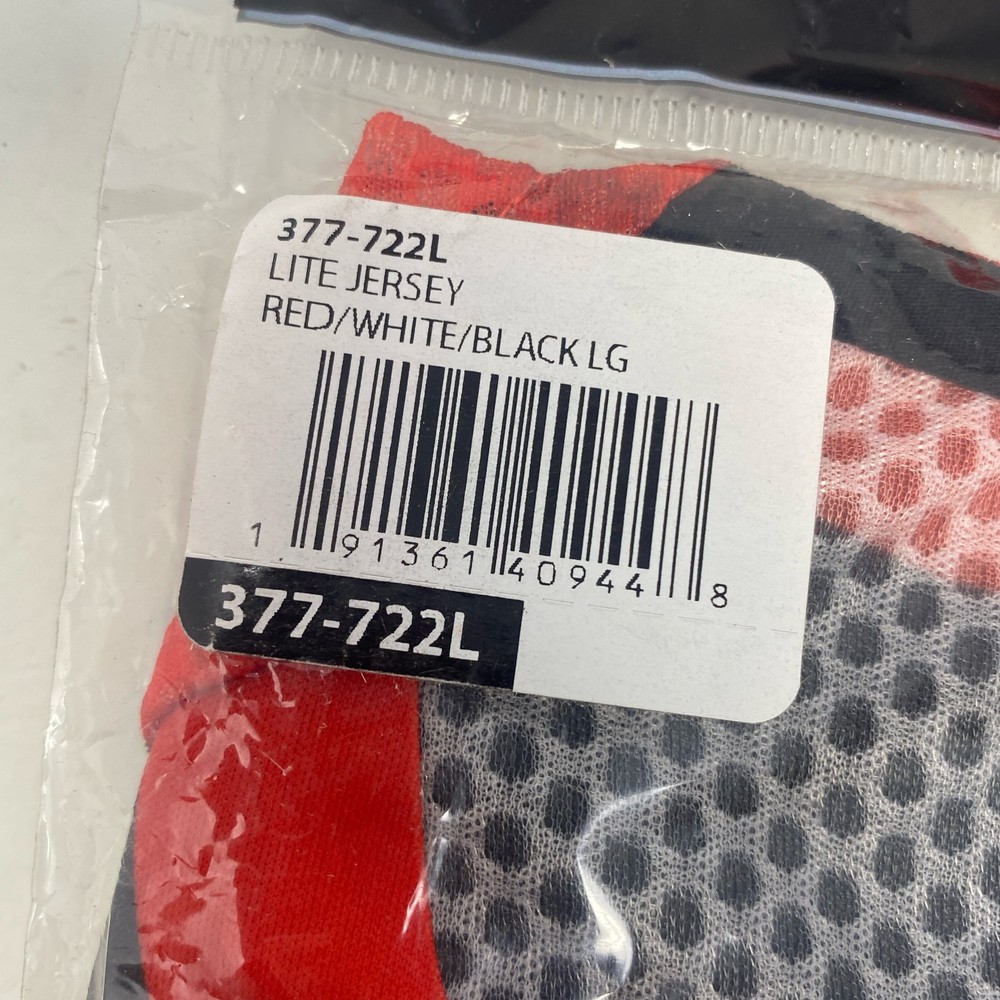 377-722L
LITE JERSEY
RED/WHITE/BLACK LG
1 91361 40944 8
377-722L